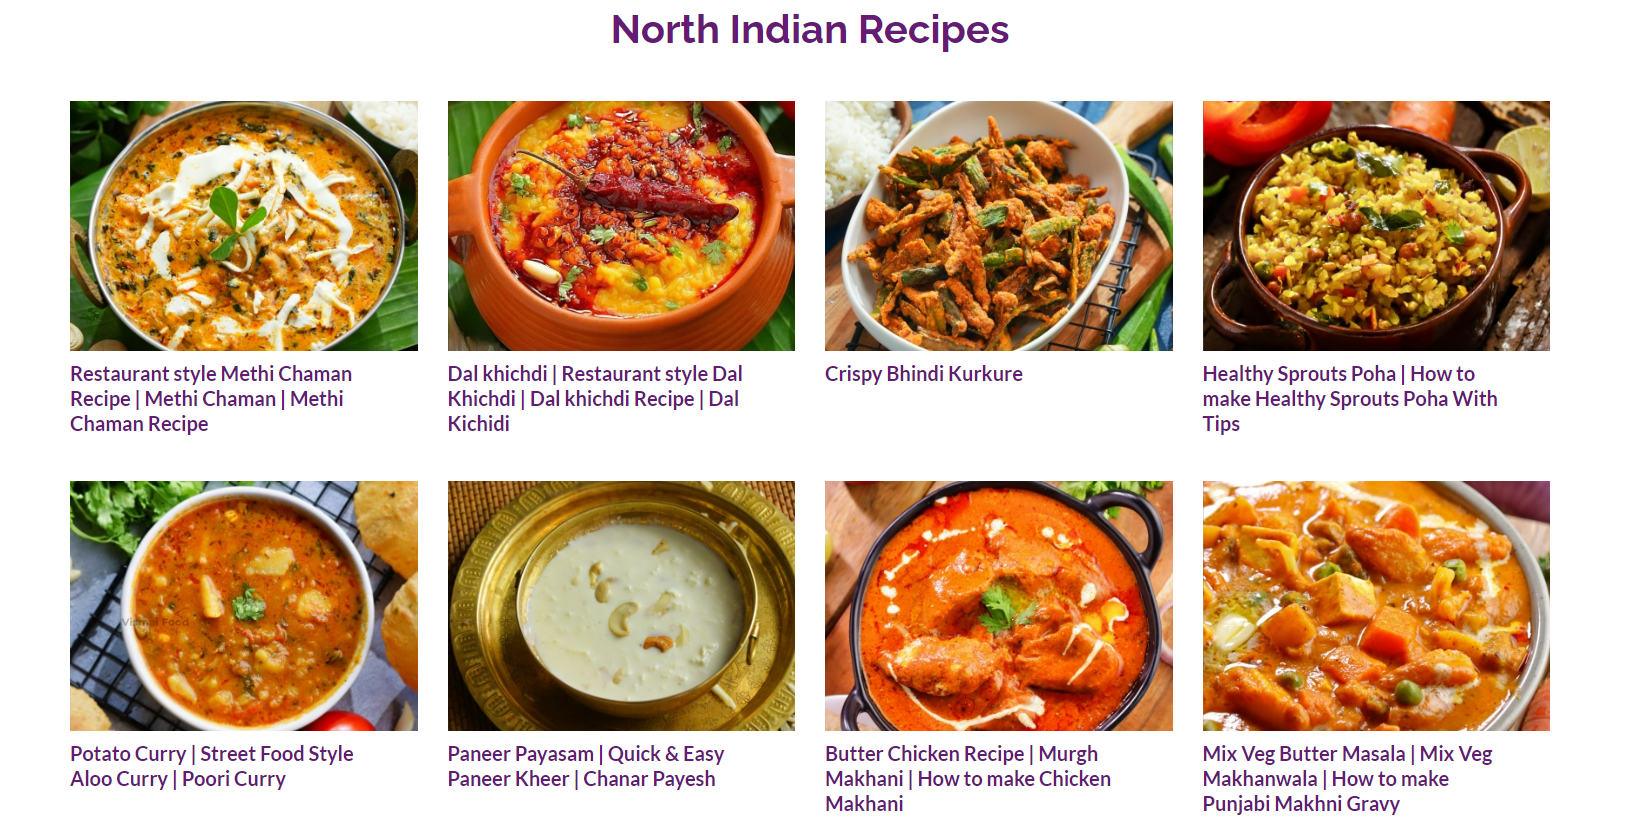 North Indian Recipes
Restaurant style Methi Chaman
Recipe | Methi Chaman | Methi
Chaman Recipe
Dal khichdi | Restaurant style Dal
Khichdi | Dal khichdi Recipe | Dal
Kichidi
Crispy Bhindi Kurkure
Healthy Sprouts Poha | How to
make Healthy Sprouts Poha With
Tips
Potato Curry | Street Food Style
Aloo Curry | Poori Curry
Paneer Payasam | Quick & Easy
Paneer Kheer | Chanar Payesh
Butter Chicken Recipe | Murgh
Makhani | How to make Chicken
Makhani
Mix Veg Butter Masala | Mix Veg
Makhanwala | How to make
Punjabi Makhni Gravy